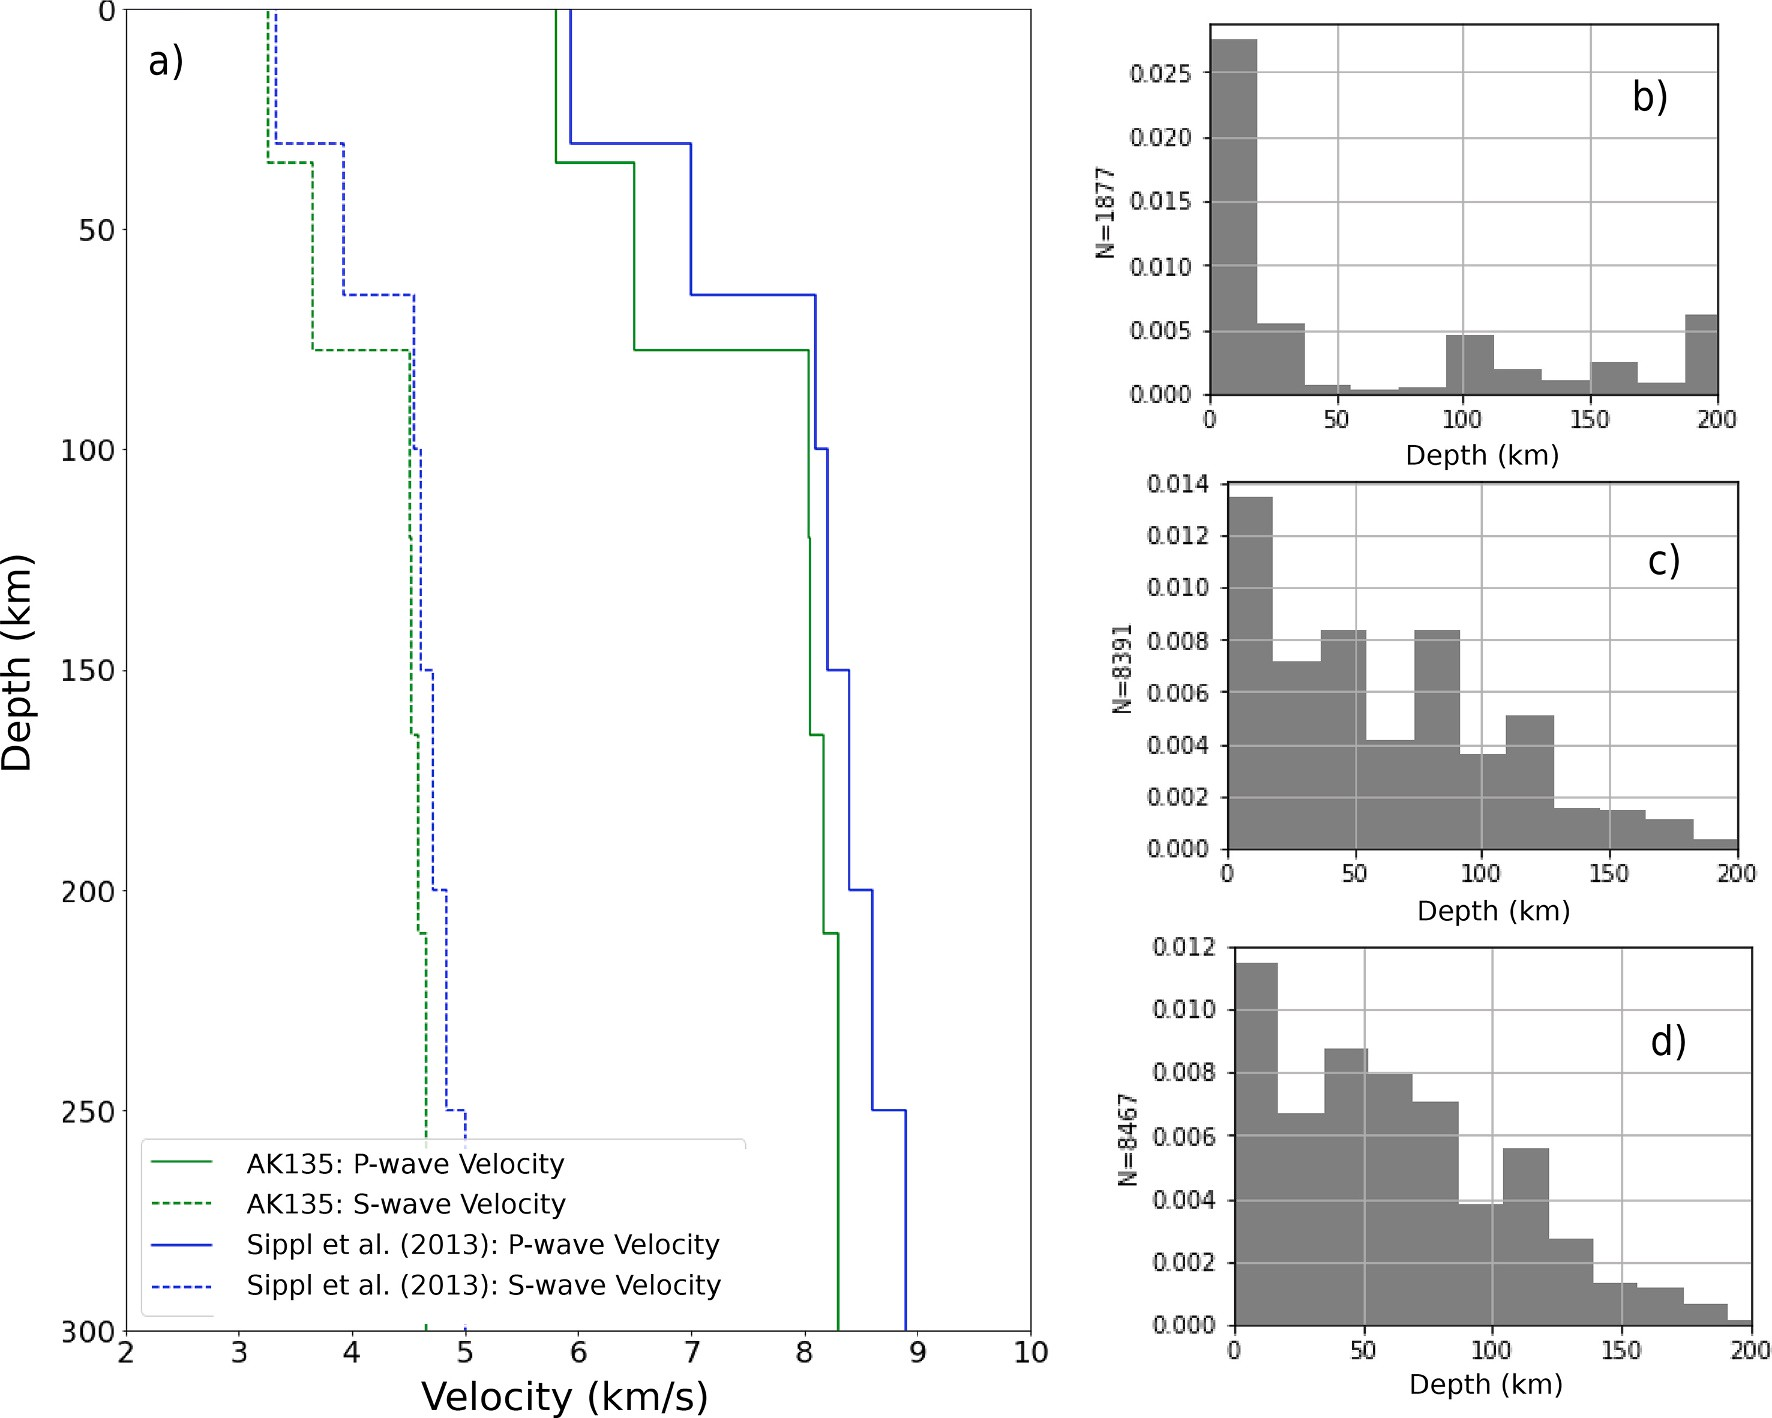 a)
0
50
100
150
200
250
300
Depth (km)
AK135: P-wave Velocity
AK135: S-wave Velocity
Sippl et al. (2013): P-wave Velocity
Sippl et al. (2013): S-wave Velocity
2 3 4 5 6 7 8 9 10
Velocity (km/s)
b)
0.025
0.020
0.015
0.010
0.005
0.000
N=1877
0 50 100 150 200
Depth (km)
c)
0.014
0.012
0.010
0.008
0.006
0.004
0.002
0.000
N=8391
0 50 100 150 200
Depth (km)
d)
0.012
0.010
0.008
0.006
0.004
0.002
0.000
N=8467
0 50 100 150 200
Depth (km)